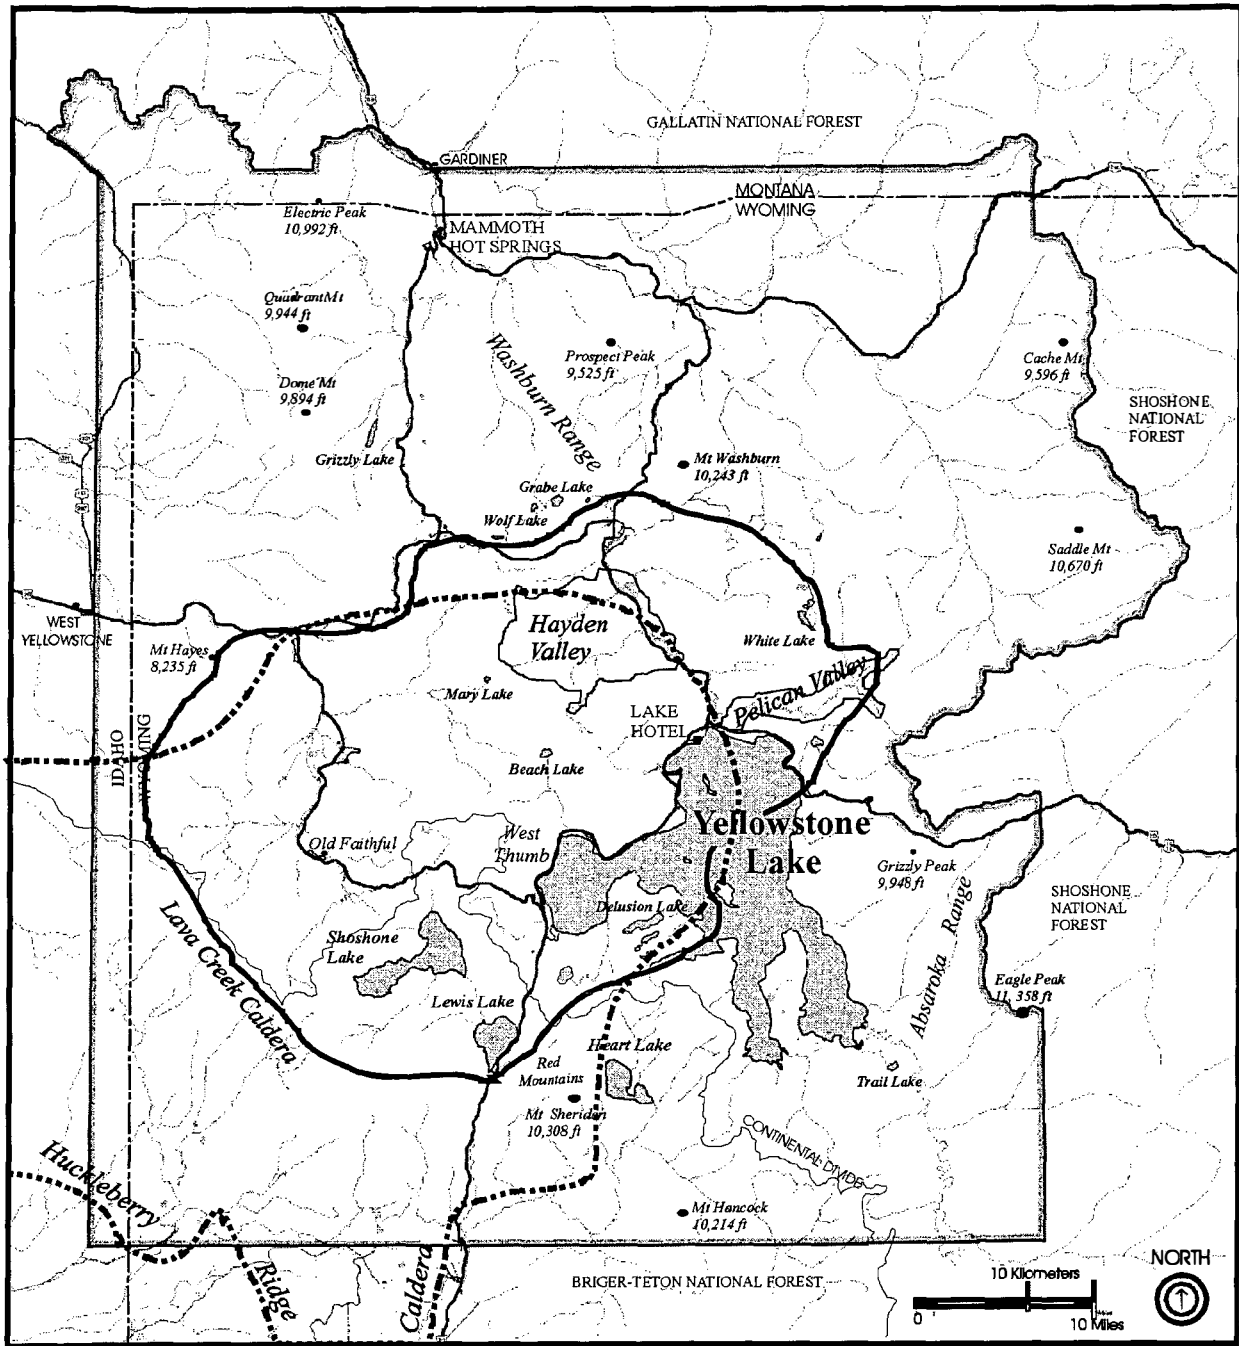 GALLATIN NATIONAL FOREST
GARDINER
MONTANA
WYOMING
Electric Peak
10,992 ft
MAMMOTH
HOT SPRINGS
Quadrant Mt
9,944 ft
Prospect Peak
9,525 ft
Washburn Range
Cache Mt
9,596 ft
Dome Mt
9,894 ft
SHOSHONE
NATIONAL
FOREST
Grizzly Lake
Mt Washburn
10,243 ft
Grabe Lake
Wolf Lake
Saddle Mt
10,670 ft
WEST
YELLOWSTONE
Hayden
Valley
White Lake
Mt Hayes
8,235 ft
Pelican Valley
Mary Lake
LAKE
HOTEL
IDAHO
WYOMING
Beach Lake
Yellowstone
Lake
West
Thumb
Old Faithful
Grizzly Peak
9,948 ft
Absaroka Range
SHOSHONE
NATIONAL
FOREST
Delusion Lake
Lava Creek Caldera
Shoshone
Lake
Eagle Peak
11, 358 ft
Lewis Lake
Heart Lake
Red
Mountains
Trail Lake
Mt Sheridan
10,308 ft
CONTINENTAL DIVIDE
Huckleberry
Ridge
Caldera
Mt Hancock
10,214 ft
BRIGER-TETON NATIONAL FOREST
NORTH
10 Kilometers
0
10 Miles